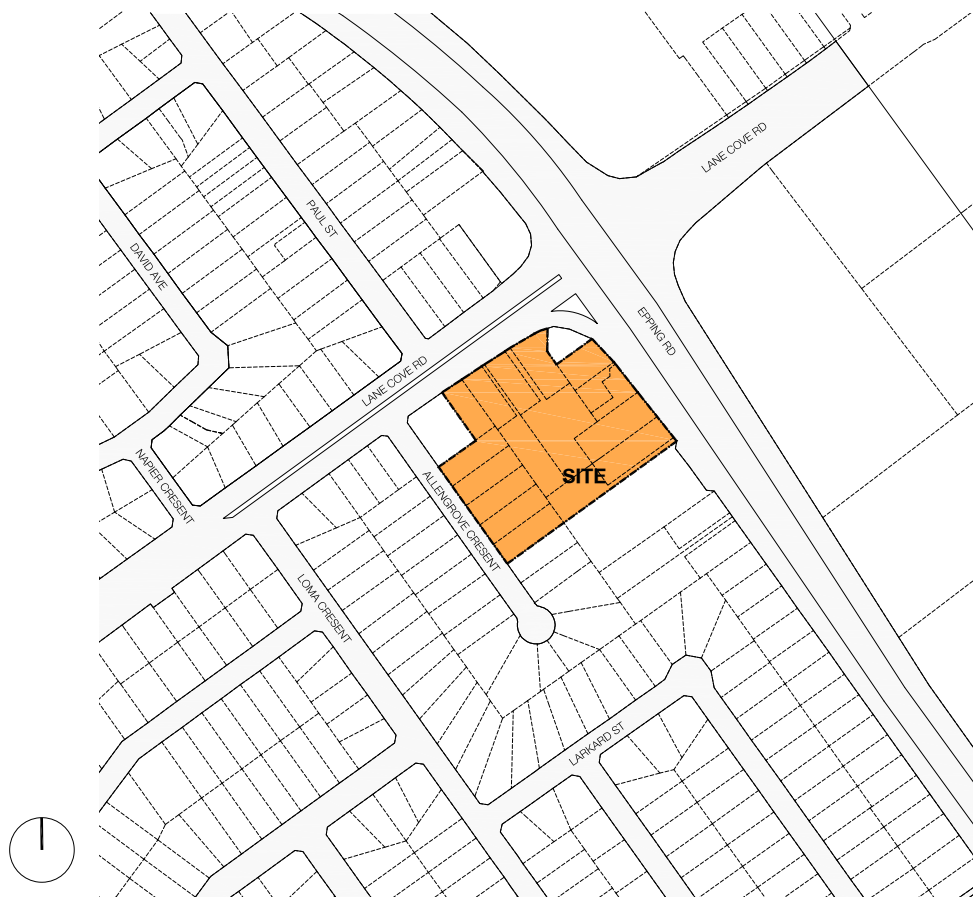 LANE COVE RD
PAUL ST
DAVID AVE
EPPING RD
LANE COVE RD
SITE
NAPIER CRESENT
ALLENGROVE CRESENT
LOMA CRESENT
LARKARD ST